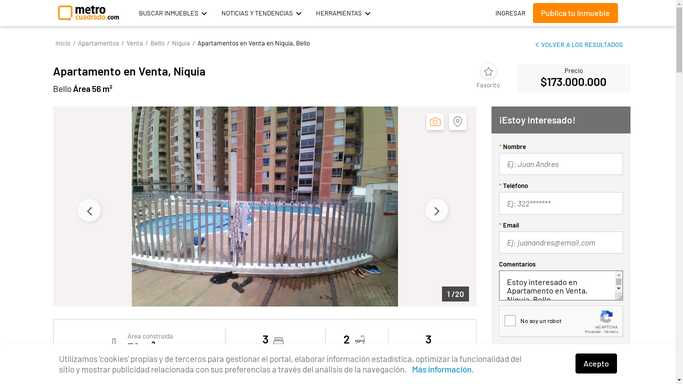 metro
cuadrado.com
BUSCAR INMUEBLES
NOTICIAS Y TENDENCIAS
HERRAMIENTAS
INGRESAR
Publica tu Inmueble
Inicio / Apartamentos / Venta / Bello / Niquia / Apartamentos en Venta en Niquia, Bello
VOLVER A LOS RESULTADOS
Apartamento en Venta, Niquia
Bello Área 56 m²
Favorito
Precio
$173.000.000
1 / 20
¡Estoy Interesado!
* Nombre
Ej: Juan Andres
* Teléfono
Ej: 322*******
* Email
Ej: juanandres@email.com
Comentarios
Estoy interesado en
Apartamento en Venta,
Niquia, Bello
No soy un robot
reCAPTCHA
Privacidad - Términos
Área construida
3
2
3
Utilizamos 'cookies' propias y de terceros para gestionar el portal, elaborar información estadística, optimizar la funcionalidad del
sitio y mostrar publicidad relacionada con sus preferencias a través del análisis de la navegación. Más información.
Acepto